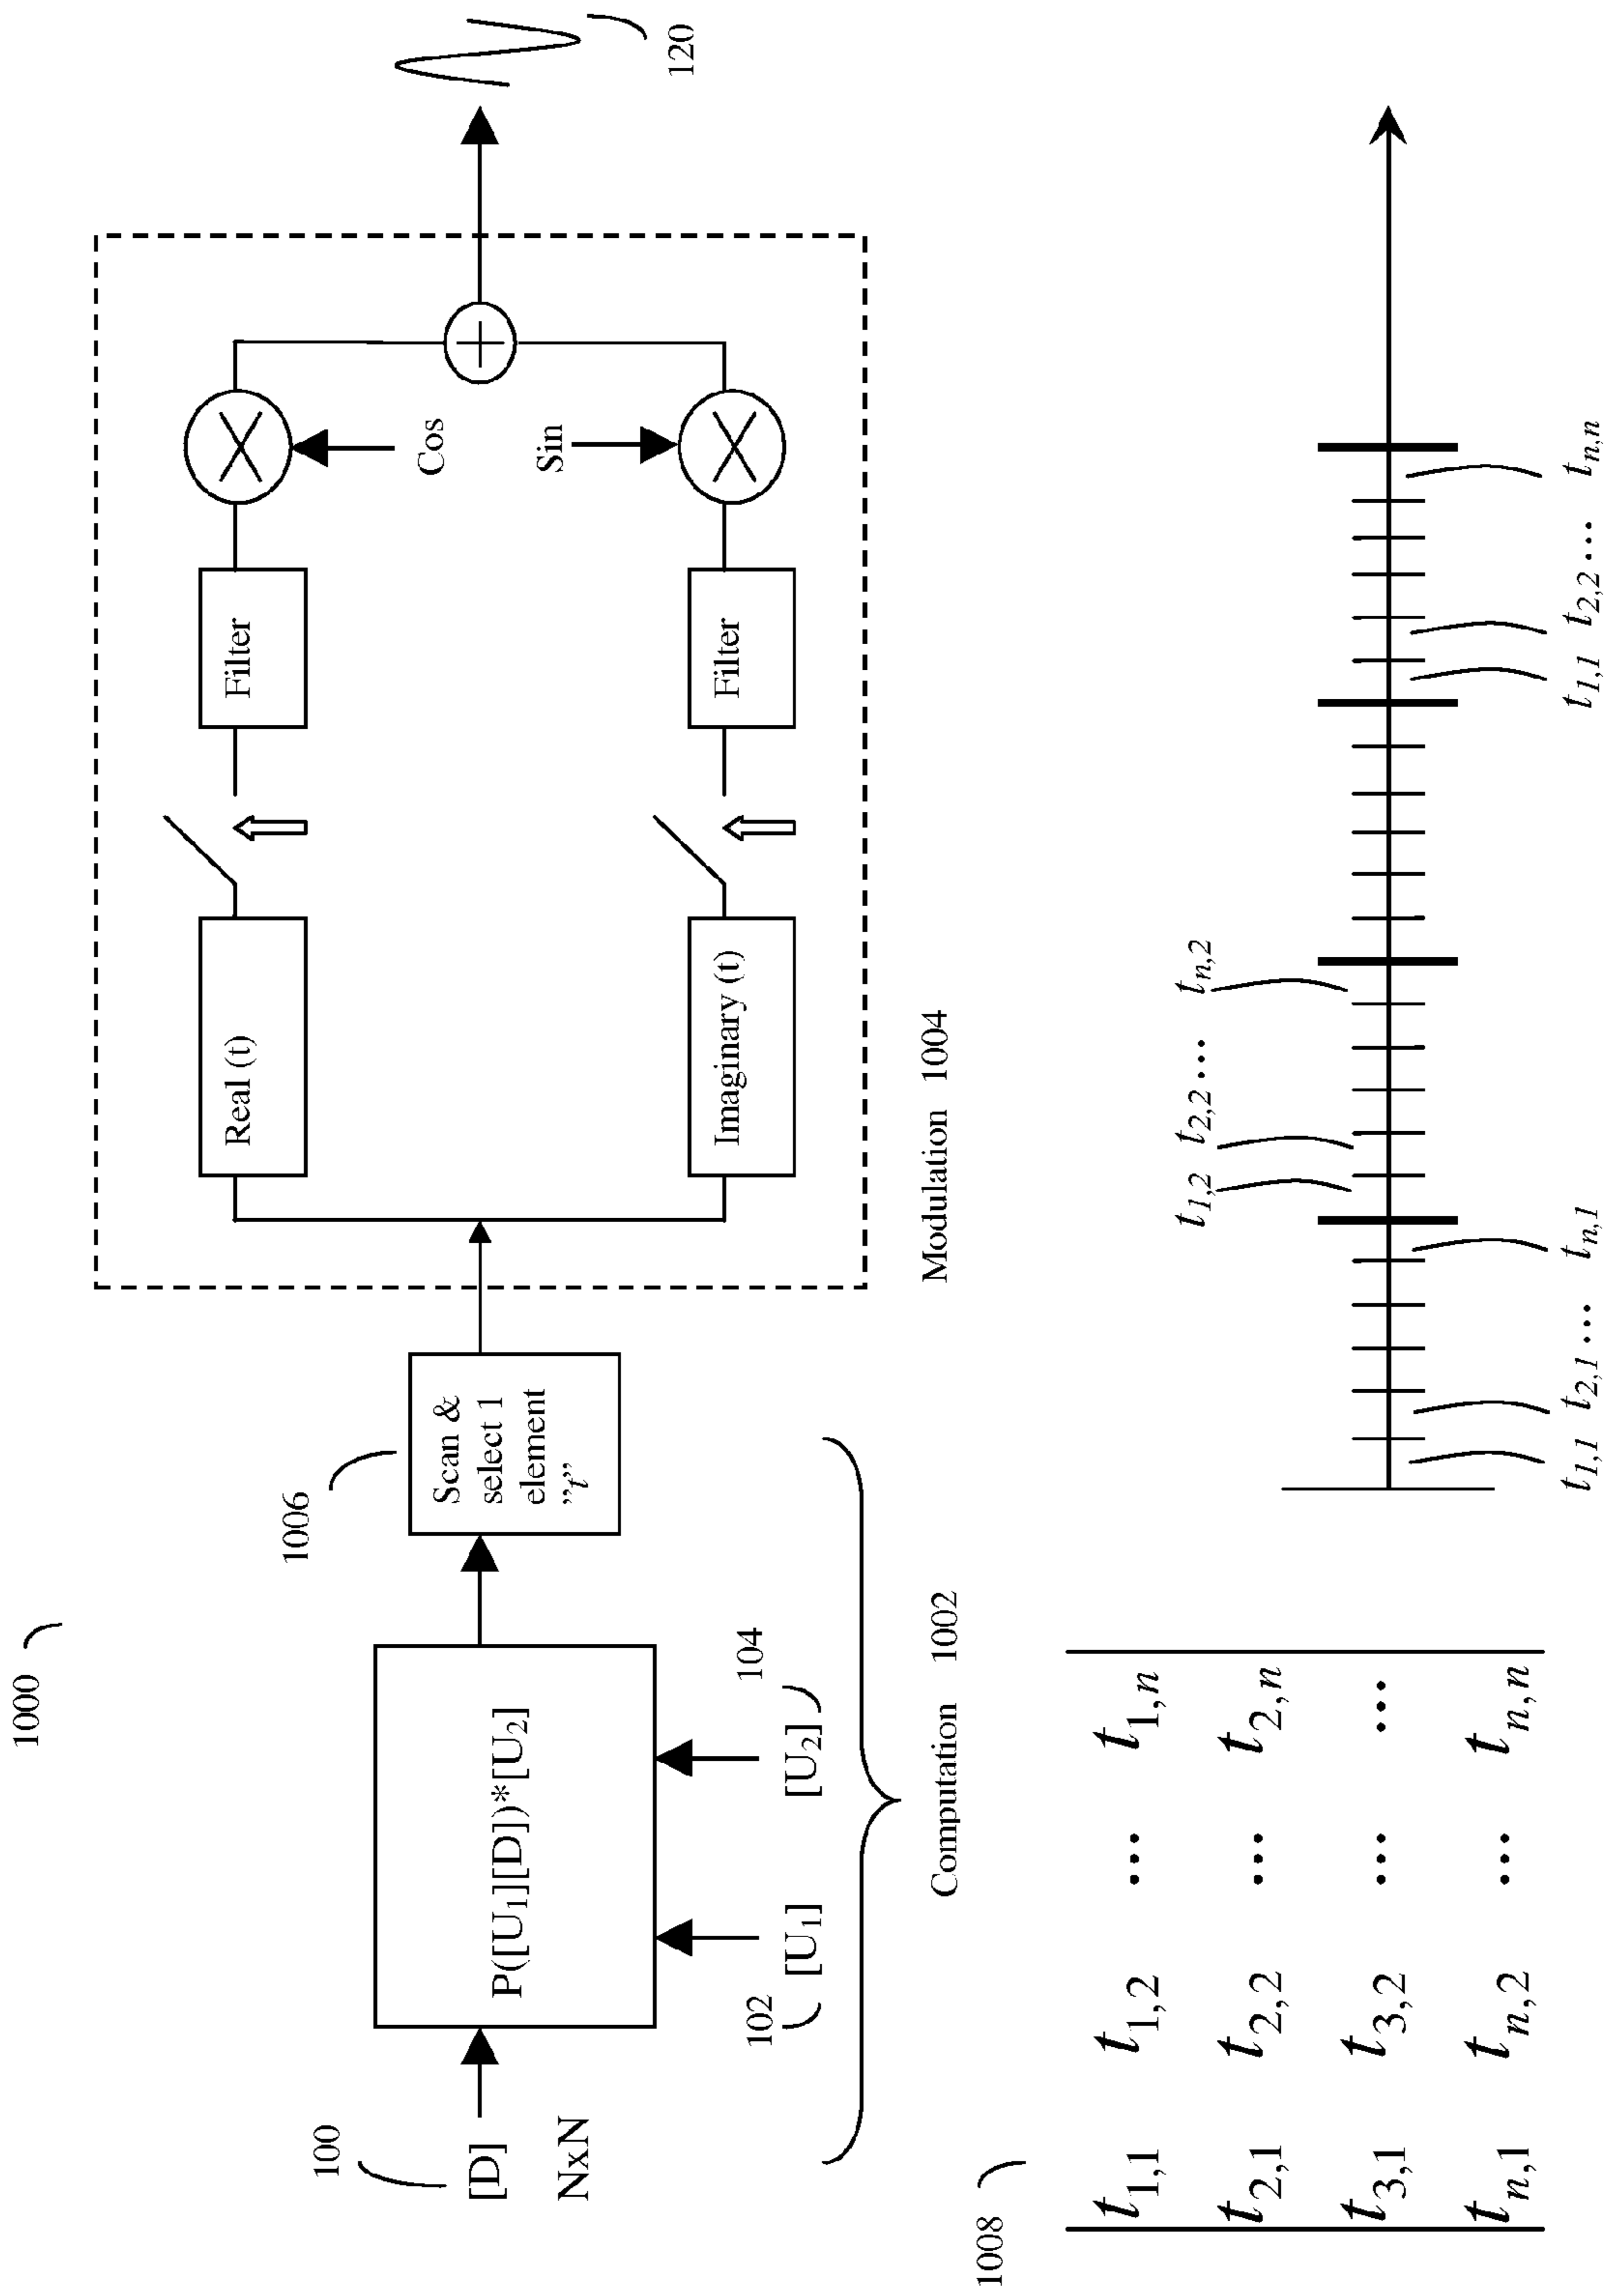 1000
100
[D]
NxN
P([U₁][D])*[U₂]
102
[U₁]
[U₂]
104
1006
Scan &
select 1
element
”t”
Computation 1002
Real (t)
Imaginary (t)
Filter
Filter
Cos
Sin
120
Modulation 1004
1008
t1,1 t1,2 ... t1,n
t2,1 t2,2 ... t2,n
t3,1 t3,2 ... ...
tn,1 tn,2 ... tn,n
t1,2 t2,2 ... tn,2
t1,1 t2,1 ... tn,1
t1,1 t2,2 ... tn,n